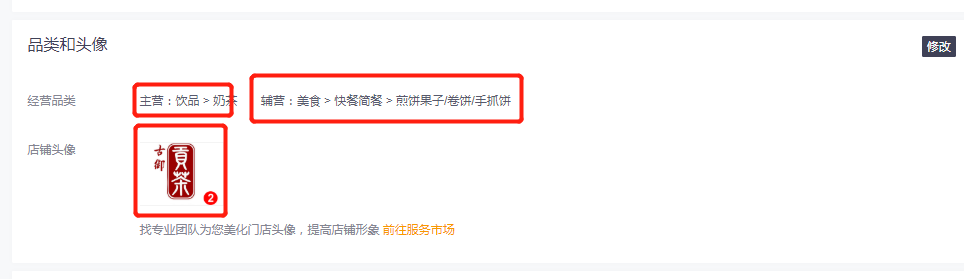 品类和头像
修改
经营品类 主营：饮品 > 奶茶 辅营：美食 > 快餐简餐 > 煎饼果子/卷饼/手抓饼
店铺头像
古御
貢茶
2
找专业团队为您美化门店头像，提高店铺形象 前往服务市场